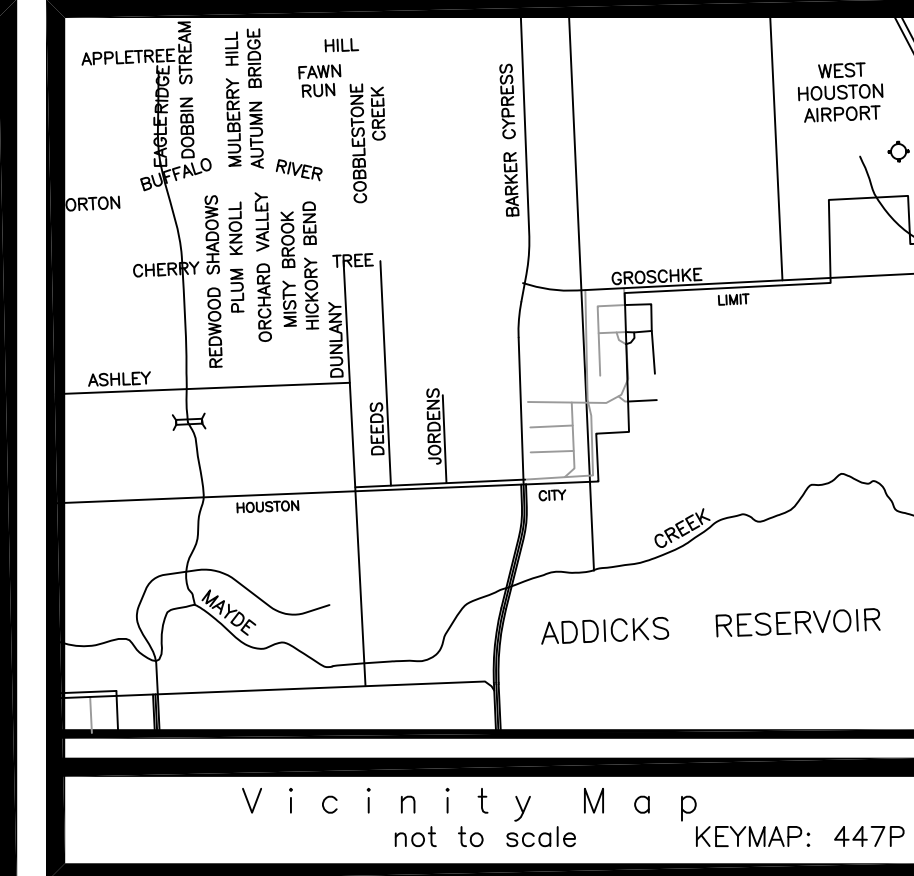 APPLETREE
EAGLERIDGE
DOBBIN STREAM
MULBERRY HILL
AUTUMN BRIDGE
HILL
FAWN
RUN
COBBLESTONE
CREEK
BARKER CYPRESS
WEST
HOUSTON
AIRPORT
BUFFALO
RIVER
ORTON
REDWOOD SHADOWS
PLUM KNOLL
ORCHARD VALLEY
MISTY BROOK
HICKORY BEND
CHERRY
TREE
GROSCHKE
LIMIT
DUNLANY
ASHLEY
DEEDS
JORDENS
HOUSTON
CITY
CREEK
MAYDE
ADDICKS RESERVOIR
Vicinity Map
not to scale
KEYMAP: 447P